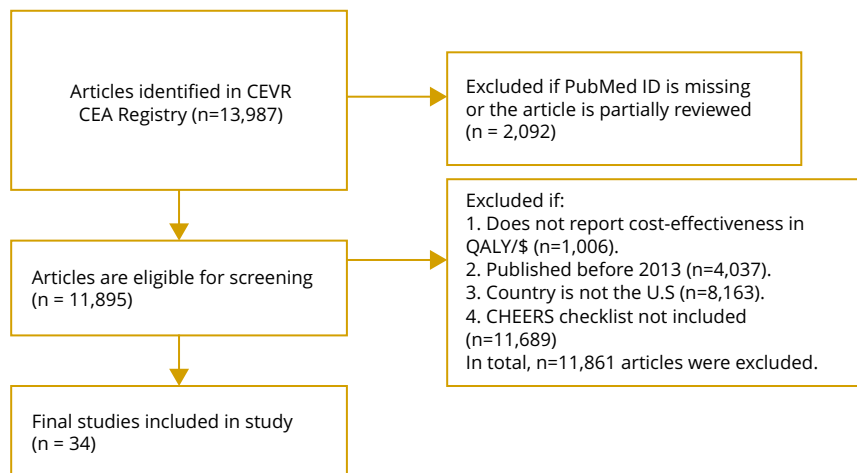 Articles identified in CEVR
CEA Registry (n=13,987)
Excluded if PubMed ID is missing
or the article is partially reviewed
(n = 2,092)
Articles are eligible for screening
(n = 11,895)
Excluded if:
1. Does not report cost-effectiveness in
QALY/$ (n=1,006).
2. Published before 2013 (n=4,037).
3. Country is not the U.S (n=8,163).
4. CHEERS checklist not included
(n=11,689)
In total, n=11,861 articles were excluded.
Final studies included in study
(n = 34)